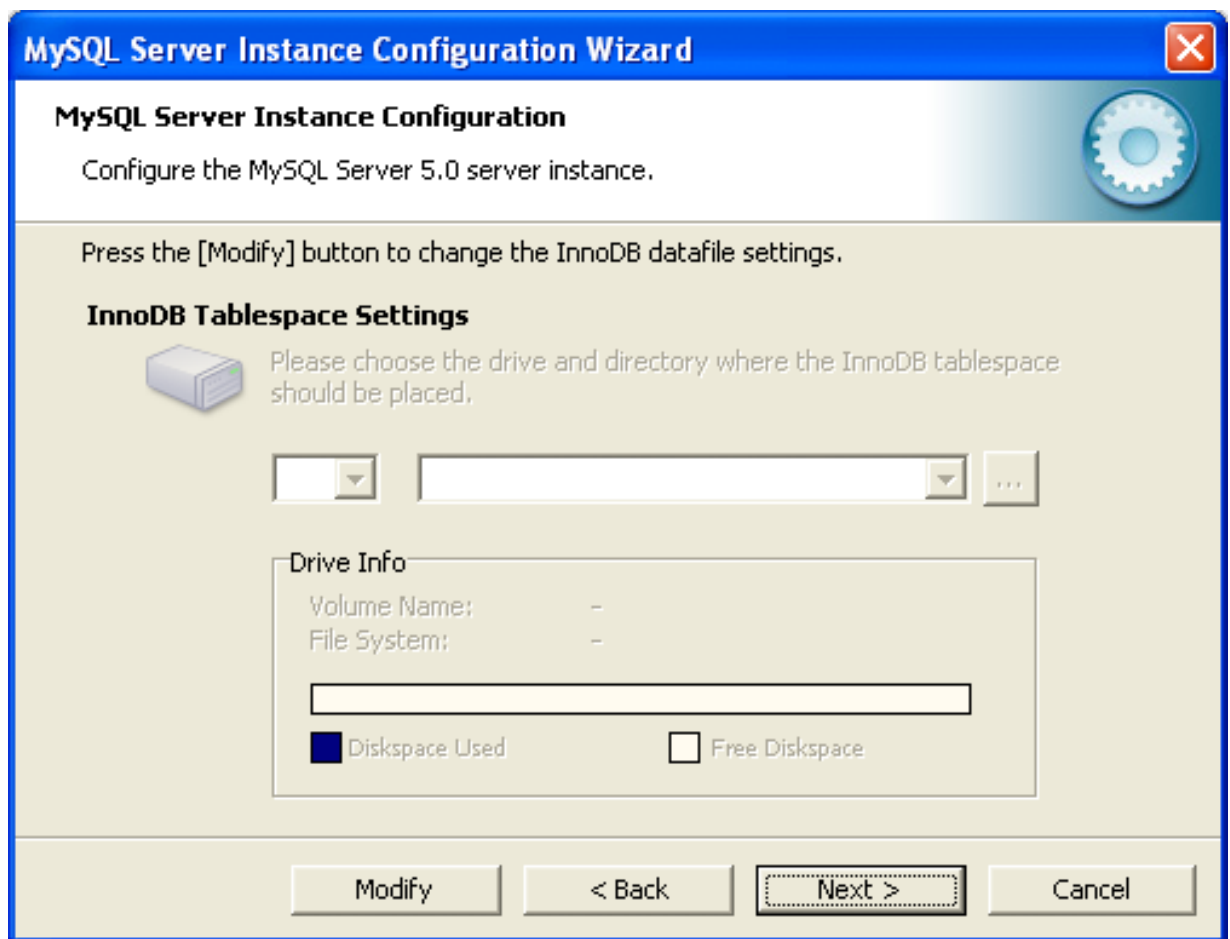 MySQL Server Instance Configuration Wizard
MySQL Server Instance Configuration
Configure the MySQL Server 5.0 server instance.
Press the [Modify] button to change the InnoDB datafile settings.
InnoDB Tablespace Settings
Please choose the drive and directory where the InnoDB tablespace
should be placed.
...
Drive Info
Volume Name: -
File System: -
Diskspace Used Free Diskspace
Modify < Back Next > Cancel